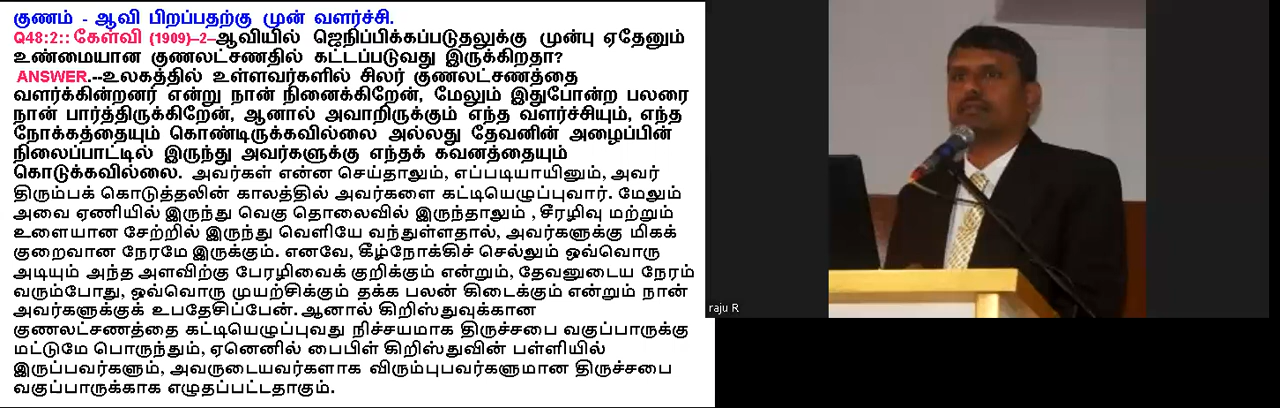 குணம் - ஆவி பிறப்பதற்கு முன் வளர்ச்சி.
Q48:2:: கேள்வி (1909)–2–ஆவியில் ஜெநிப்பிக்கப்படுதலுக்கு முன்பு ஏதேனும்
உண்மையான குணலட்சணதில் கட்டப்படுவது இருக்கிறதா?
ANSWER.--உலகத்தில் உள்ளவர்களில் சிலர் குணலட்சணத்தை
வளர்க்கின்றனர் என்று நான் நினைக்கிறேன், மேலும் இதுபோன்ற பலரை
நான் பார்த்திருக்கிறேன், ஆனால் அவாறிருக்கும் எந்த வளர்ச்சியும், எந்த
நோக்கத்தையும் கொண்டிருக்கவில்லை அல்லது தேவனின் அழைப்பின்
நிலைப்பாட்டில் இருந்து அவர்களுக்கு எந்தக் கவனத்தையும்
கொடுக்கவில்லை. அவர்கள் என்ன செய்தாலும், எப்படியாயினும், அவர்
திரும்பக் கொடுத்தலின் காலத்தில் அவர்களை கட்டியெழுப்புவார். மேலும்
அவை ஏணியில் இருந்து வெகு தொலைவில் இருந்தாலும் , சீரழிவு மற்றும்
உளையான சேற்றில் இருந்து வெளியே வந்துள்ளதால், அவர்களுக்கு மிகக்
குறைவான நேரமே இருக்கும். எனவே, கீழ்நோக்கிச் செல்லும் ஒவ்வொரு
அடியும் அந்த அளவிற்கு பேரழிவைக் குறிக்கும் என்றும், தேவனுடைய நேரம்
வரும்போது, ஒவ்வொரு முயற்சிக்கும் தக்க பலன் கிடைக்கும் என்றும் நான்
அவர்களுக்குக் உபதேசிப்பேன். ஆனால் கிறிஸ்துவுக்கான
குணலட்சணத்தை கட்டியெழுப்புவது நிச்சயமாக திருச்சபை வகுப்பாருக்கு
மட்டுமே பொருந்தும், ஏனெனில் பைபிள் கிறிஸ்துவின் பள்ளியில்
இருப்பவர்களும், அவருடையவர்களாக விரும்புபவர்களுமான திருச்சபை
வகுப்பாருக்காக எழுதப்பட்டதாகும்.
raju R